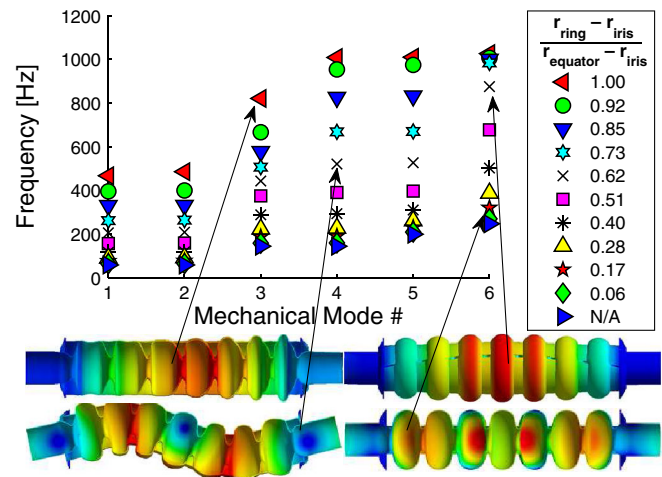 1200
1000
800
600
400
200
0
Frequency [Hz]
1 2 3 4 5 6
Mechanical Mode #
r_ring − r_iris
r_equator − r_iris
1.00
0.92
0.85
0.73
0.62
0.51
0.40
0.28
0.17
0.06
N/A